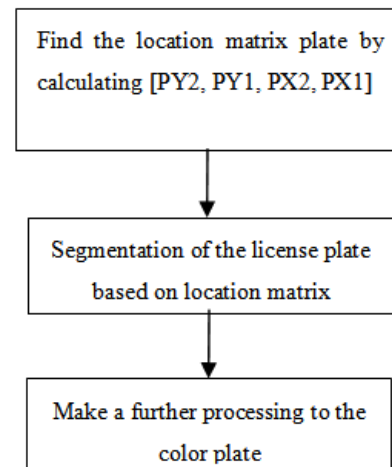 Find the location matrix plate by
calculating [PY2, PY1, PX2, PX1]
Segmentation of the license plate
based on location matrix
Make a further processing to the
color plate